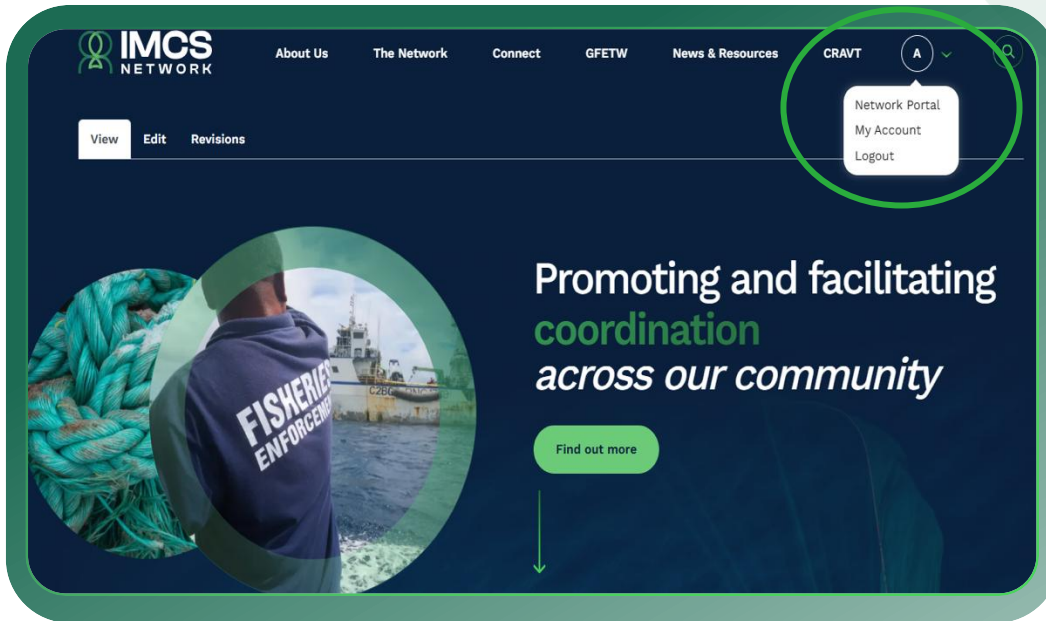 IMCS
NETWORK
About Us The Network Connect GFETW News & Resources CRAVT A
Network Portal
My Account
Logout
View Edit Revisions
Promoting and facilitating
coordination
across our community
Find out more
FISHERIES
ENFORCEMENT